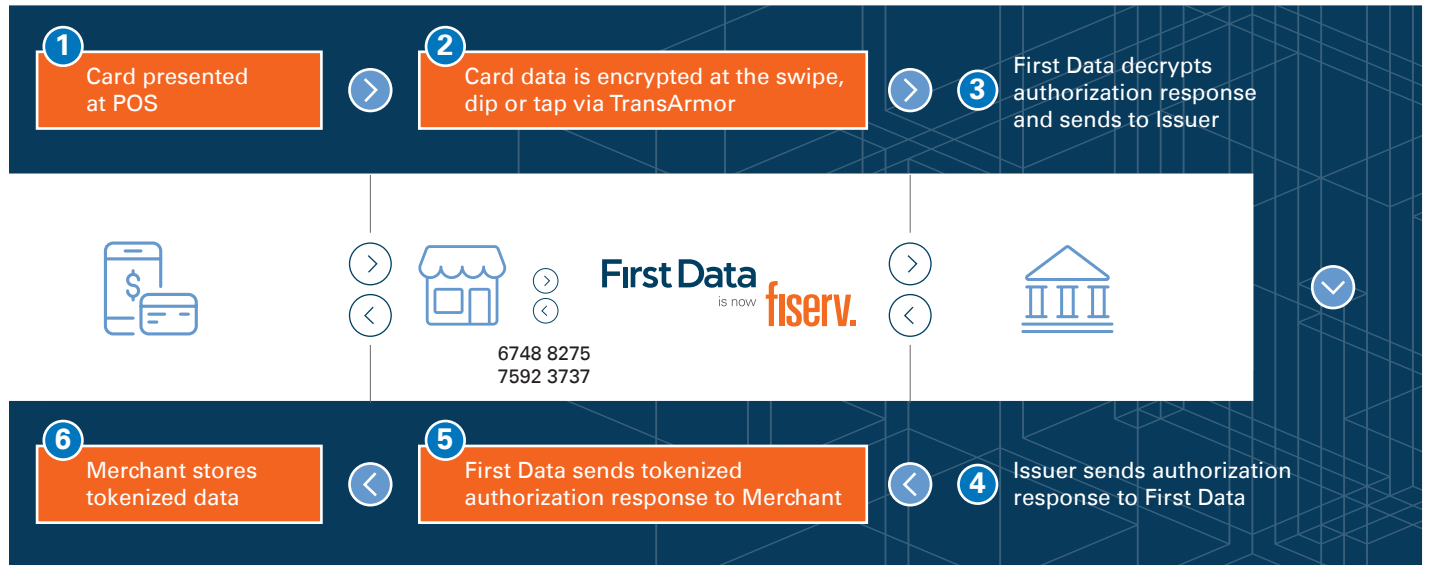 1
Card presented
at POS
2
Card data is encrypted at the swipe,
dip or tap via TransArmor
3
First Data decrypts
authorization response
and sends to Issuer
$
First Data
is now
fiserv.
6748 8275
7592 3737
6
Merchant stores
tokenized data
5
First Data sends tokenized
authorization response to Merchant
4
Issuer sends authorization
response to First Data